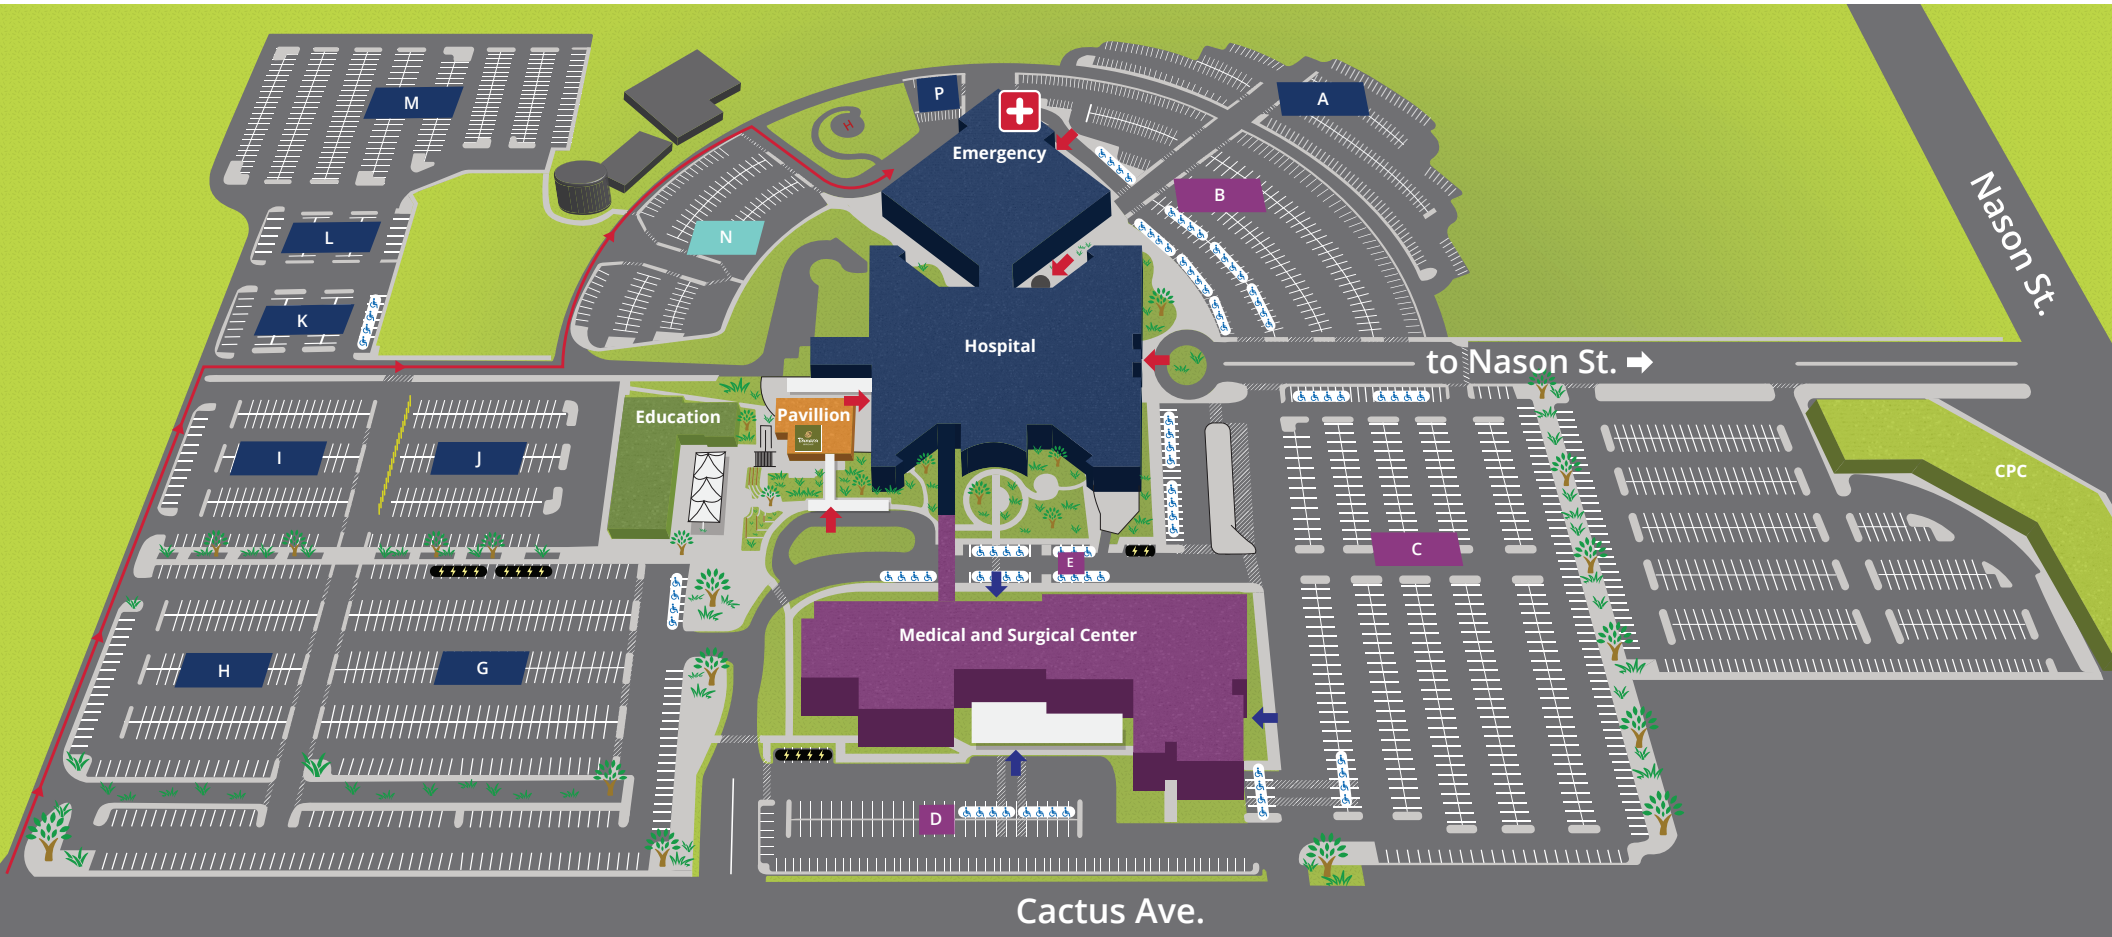 M
P
A
H
Emergency
B
L
N
Nason St.
K
Hospital
to Nason St.
Education
Pavillion
I
J
CPC
C
E
Medical and Surgical Center
H
G
D
Cactus Ave.